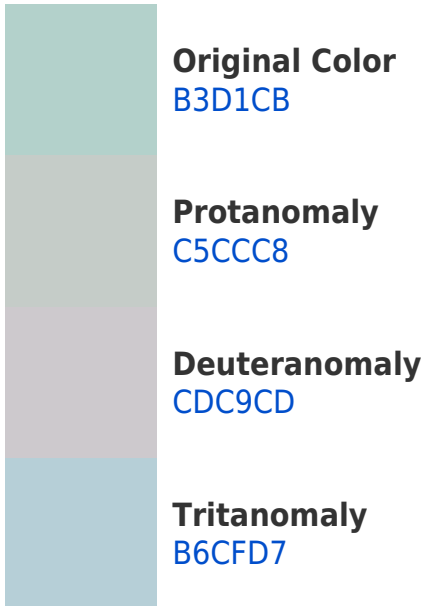 Original Color
B3D1CB
Protanomaly
C5CCC8
Deuteranomaly
CDC9CD
Tritanomaly
B6CFD7